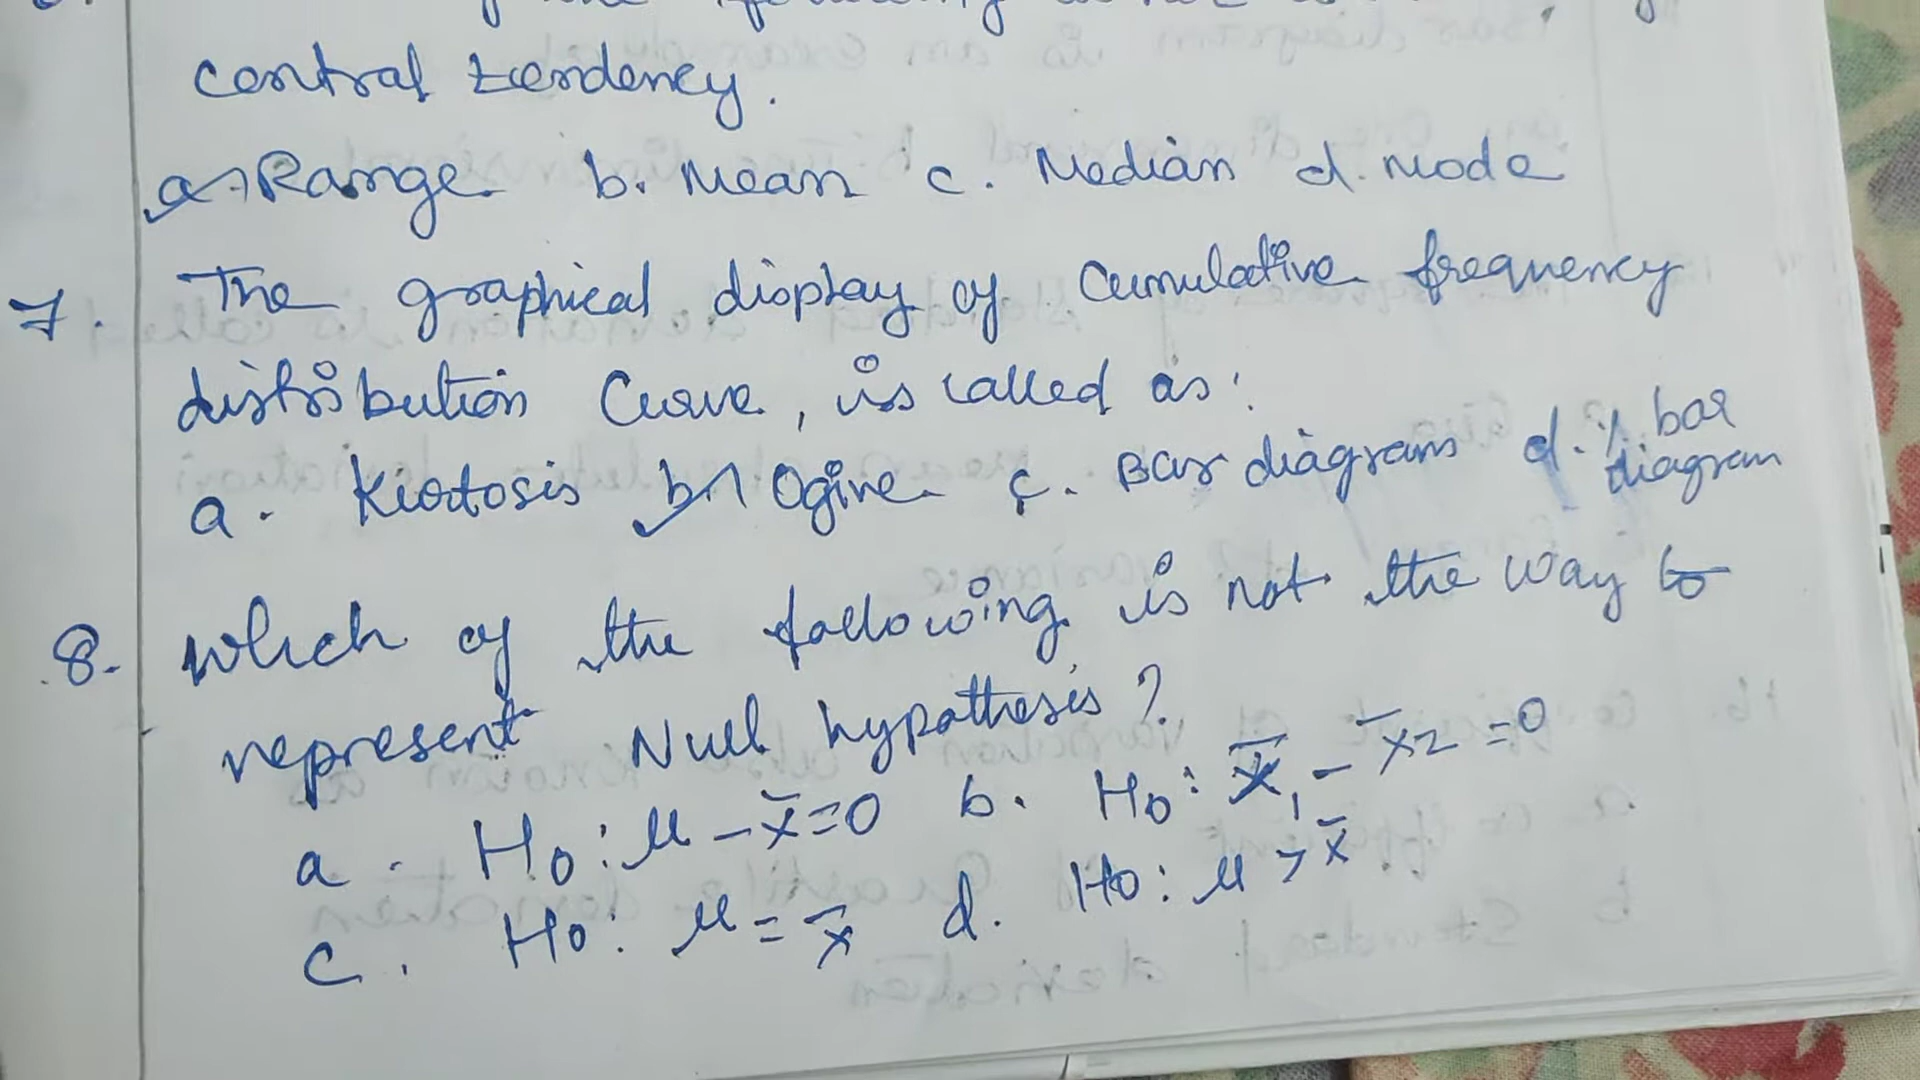 central tendency.
a. Range b. Mean c. Median d. mode
7. The graphical display of Cumulative frequency
distribution Curve, is called as:
a. Kiotosis b. Ogive c. Bar diagram d. % bar diagram
8. which of the following is not the way to
represent Null hypothesis?
a. H₀: μ - x̄ = 0 b. H₀: x̄₁ - x̄2 = 0
c. H₀: μ = x̄ d. H₀: μ > x̄